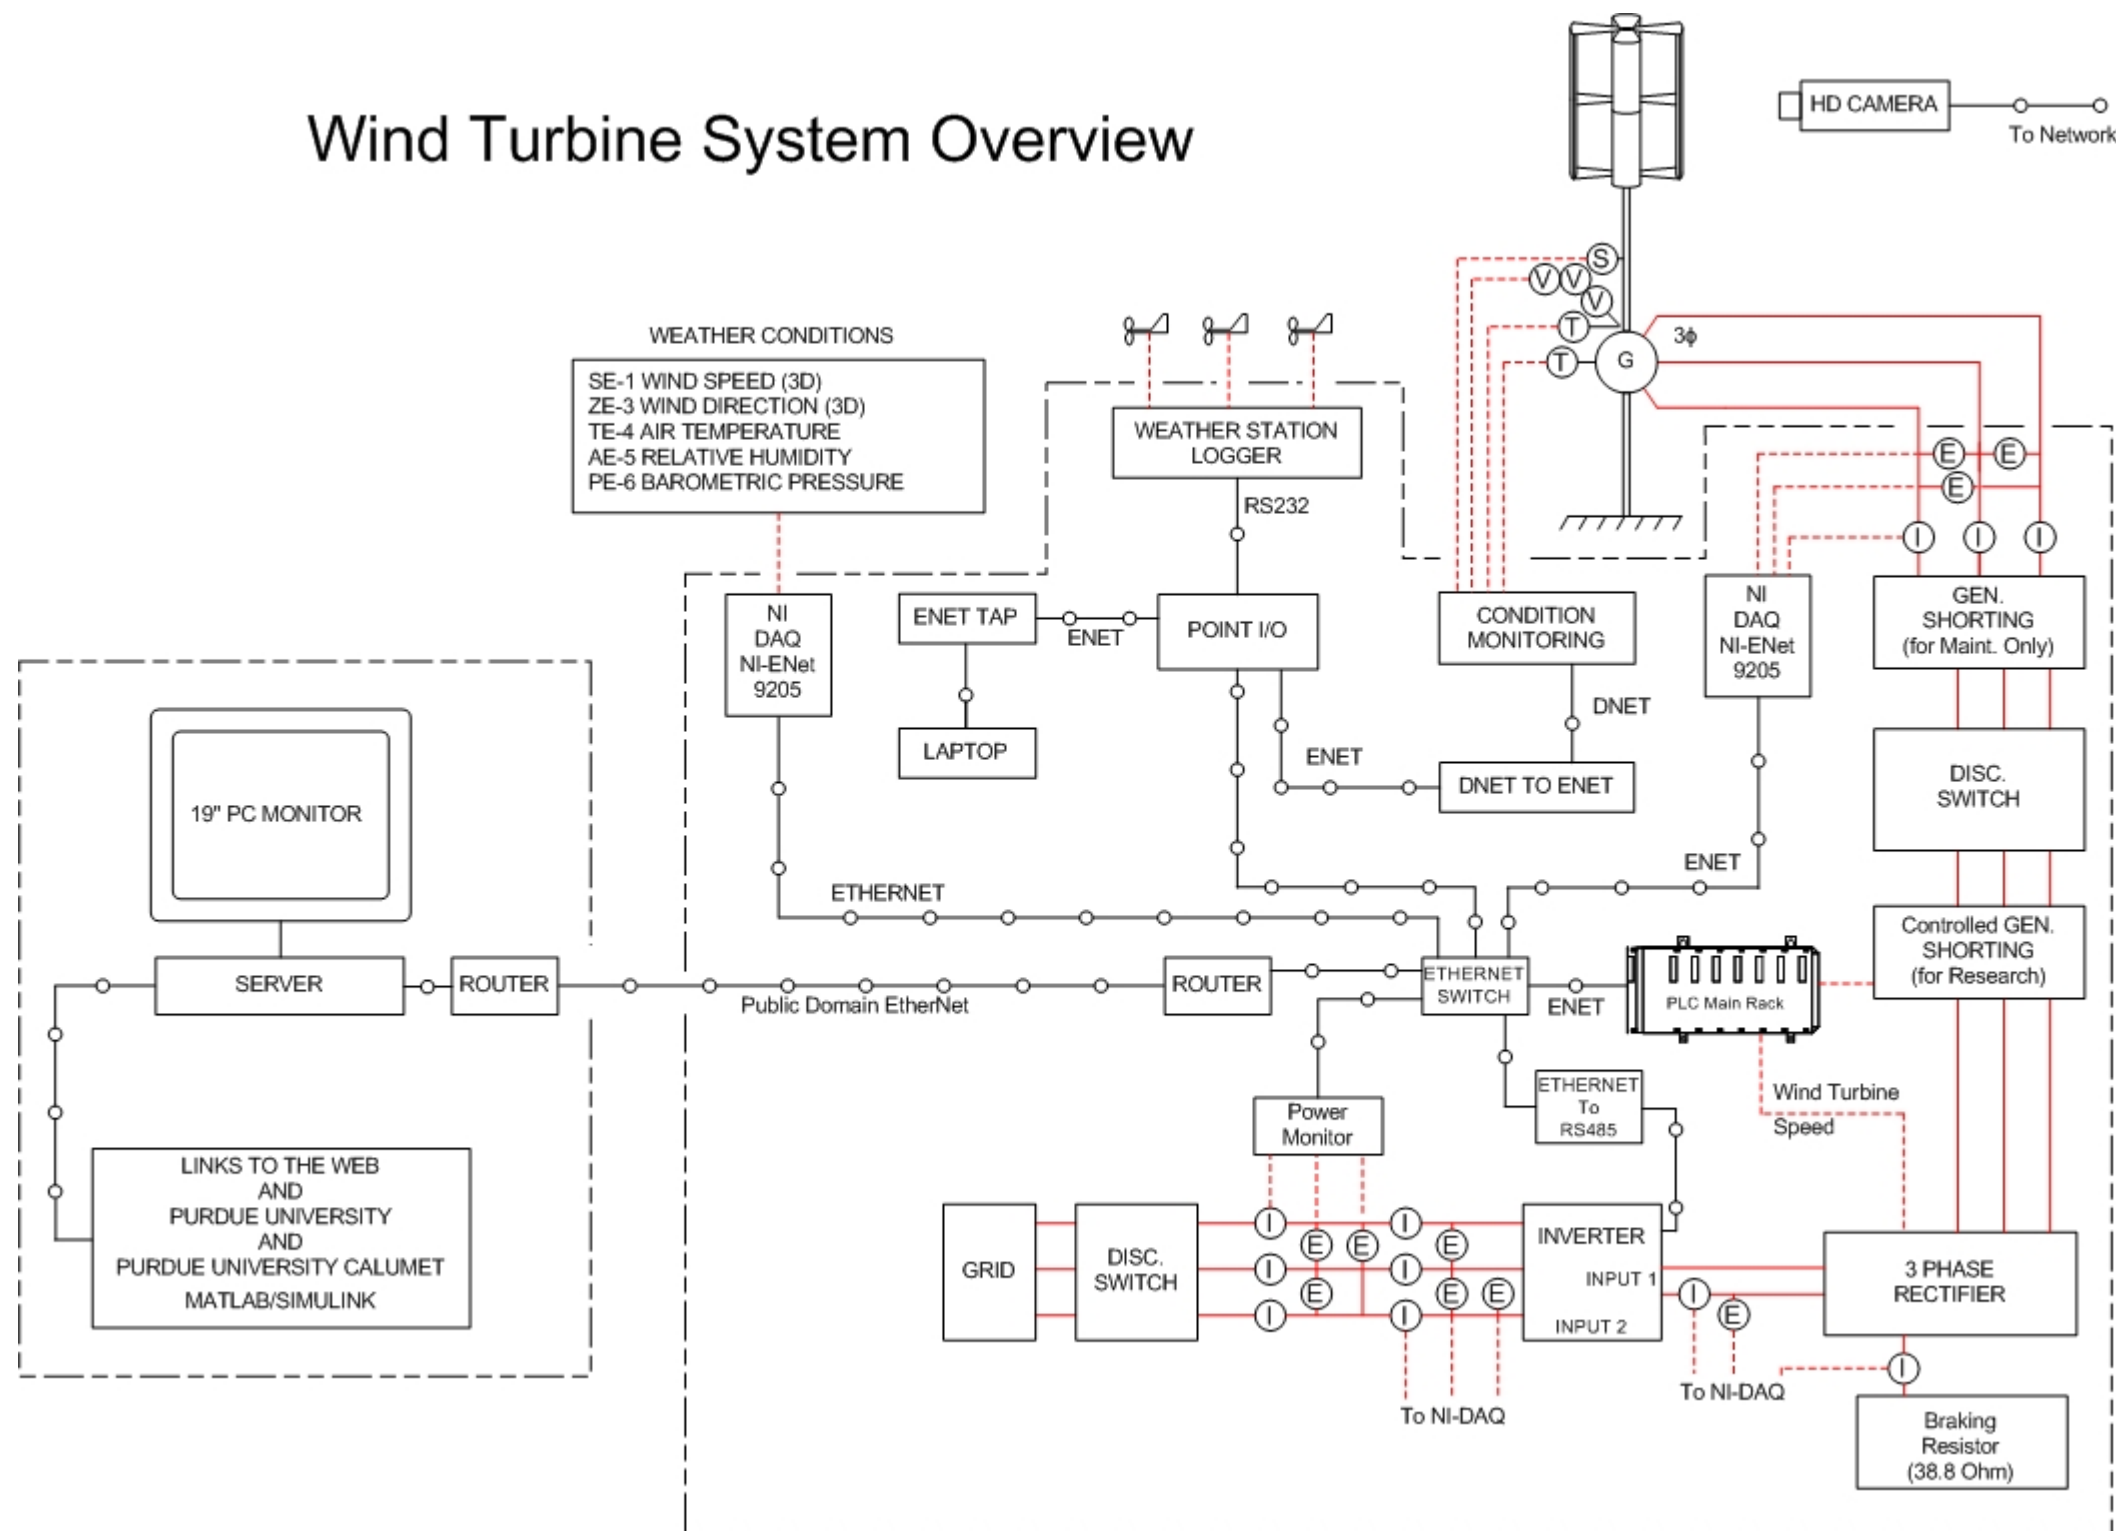 Wind Turbine System Overview
HD CAMERA
To Network
S
V V
V
T
T
G
3ϕ
WEATHER CONDITIONS
SE-1 WIND SPEED (3D)
ZE-3 WIND DIRECTION (3D)
TE-4 AIR TEMPERATURE
AE-5 RELATIVE HUMIDITY
PE-6 BAROMETRIC PRESSURE
WEATHER STATION
LOGGER
RS232
E E
E
I I I
NI
DAQ
NI-ENet
9205
ENET TAP
ENET
POINT I/O
CONDITION
MONITORING
NI
DAQ
NI-ENet
9205
GEN.
SHORTING
(for Maint. Only)
LAPTOP
DNET
ENET
DNET TO ENET
DISC.
SWITCH
19" PC MONITOR
ETHERNET
ENET
Controlled GEN.
SHORTING
(for Research)
SERVER
ROUTER
Public Domain EtherNet
ROUTER
ETHERNET
SWITCH
ENET
PLC Main Rack
ETHERNET
To
RS485
Wind Turbine
Speed
Power
Monitor
LINKS TO THE WEB
AND
PURDUE UNIVERSITY
AND
PURDUE UNIVERSITY CALUMET
MATLAB/SIMULINK
GRID
DISC.
SWITCH
I I
E E E
I I
E E E
I I
INVERTER
INPUT 1
INPUT 2
I
E
3 PHASE
RECTIFIER
I
To NI-DAQ
To NI-DAQ
Braking
Resistor
(38.8 Ohm)